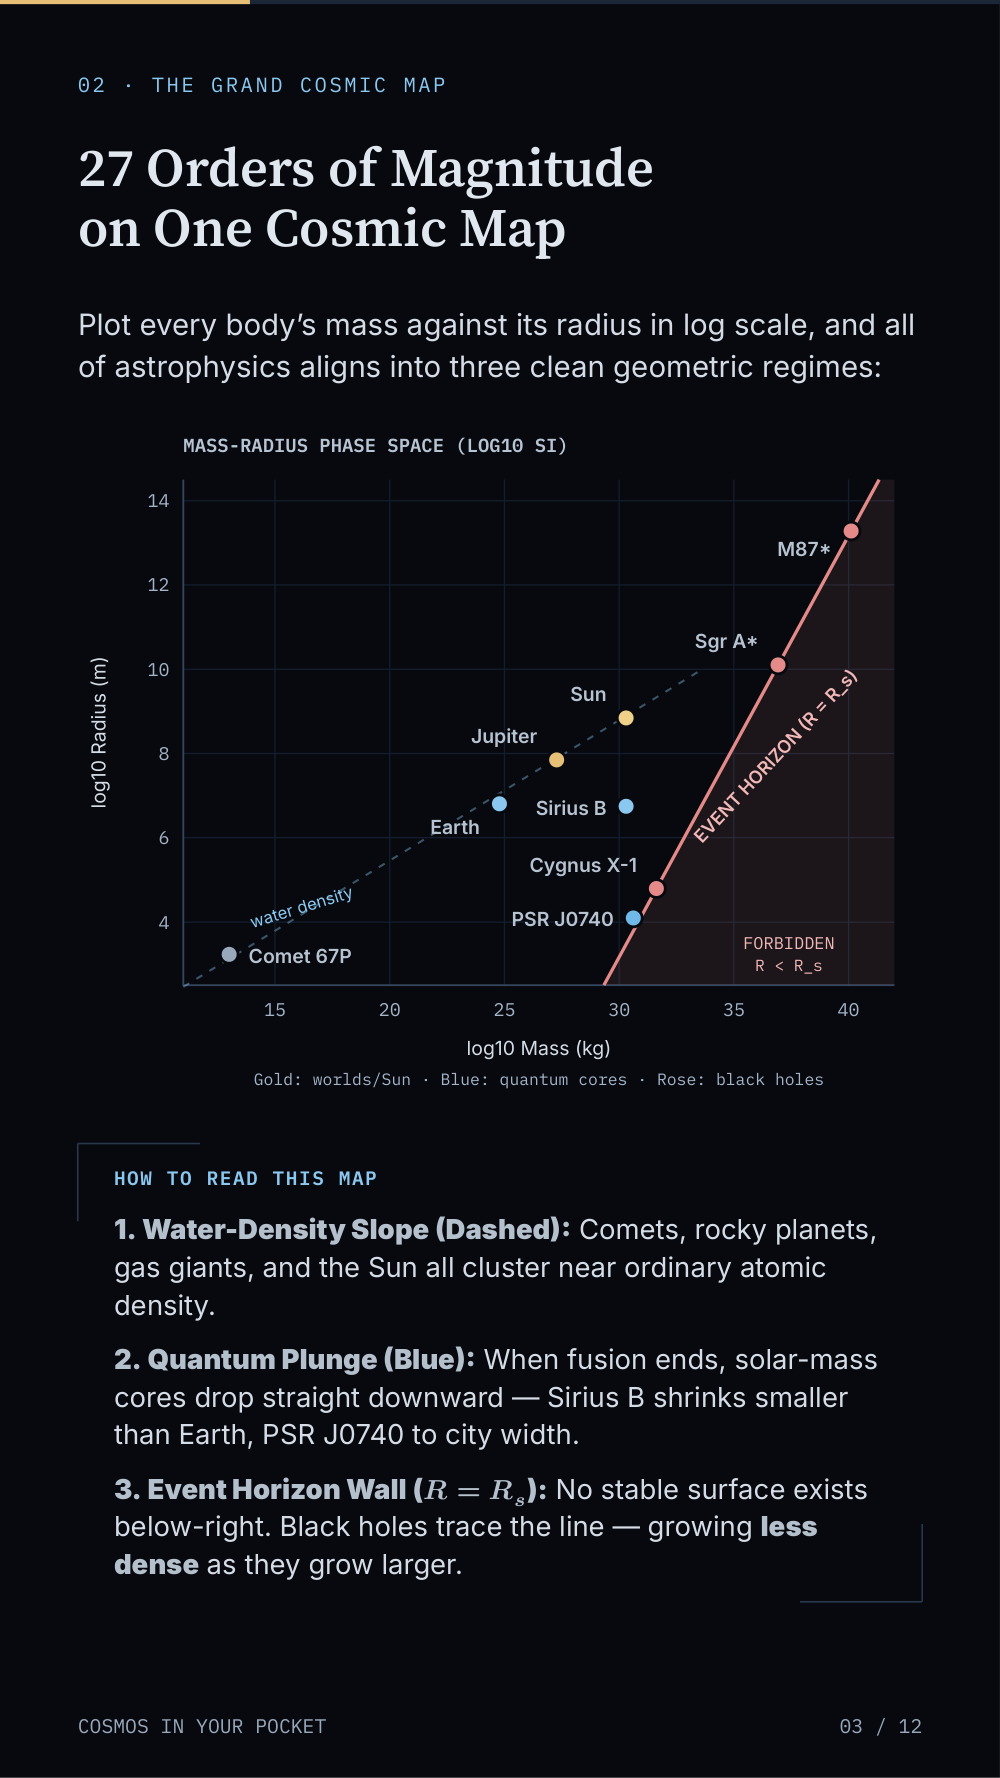 02 · THE GRAND COSMIC MAP
27 Orders of Magnitude
on One Cosmic Map
Plot every body’s mass against its radius in log scale, and all
of astrophysics aligns into three clean geometric regimes:
MASS-RADIUS PHASE SPACE (LOG10 SI)
14
12
10
8
6
4
log10 Radius (m)
M87*
Sgr A*
Sun
Jupiter
Sirius B
Earth
Cygnus X-1
PSR J0740
water density
Comet 67P
EVENT HORIZON (R = R_s)
FORBIDDEN
R < R_s
15 20 25 30 35 40
log10 Mass (kg)
Gold: worlds/Sun · Blue: quantum cores · Rose: black holes
HOW TO READ THIS MAP
1. Water-Density Slope (Dashed): Comets, rocky planets,
gas giants, and the Sun all cluster near ordinary atomic
density.
2. Quantum Plunge (Blue): When fusion ends, solar-mass
cores drop straight downward — Sirius B shrinks smaller
than Earth, PSR J0740 to city width.
3. Event Horizon Wall (R = R_s): No stable surface exists
below-right. Black holes trace the line — growing less
dense as they grow larger.
COSMOS IN YOUR POCKET
03 / 12